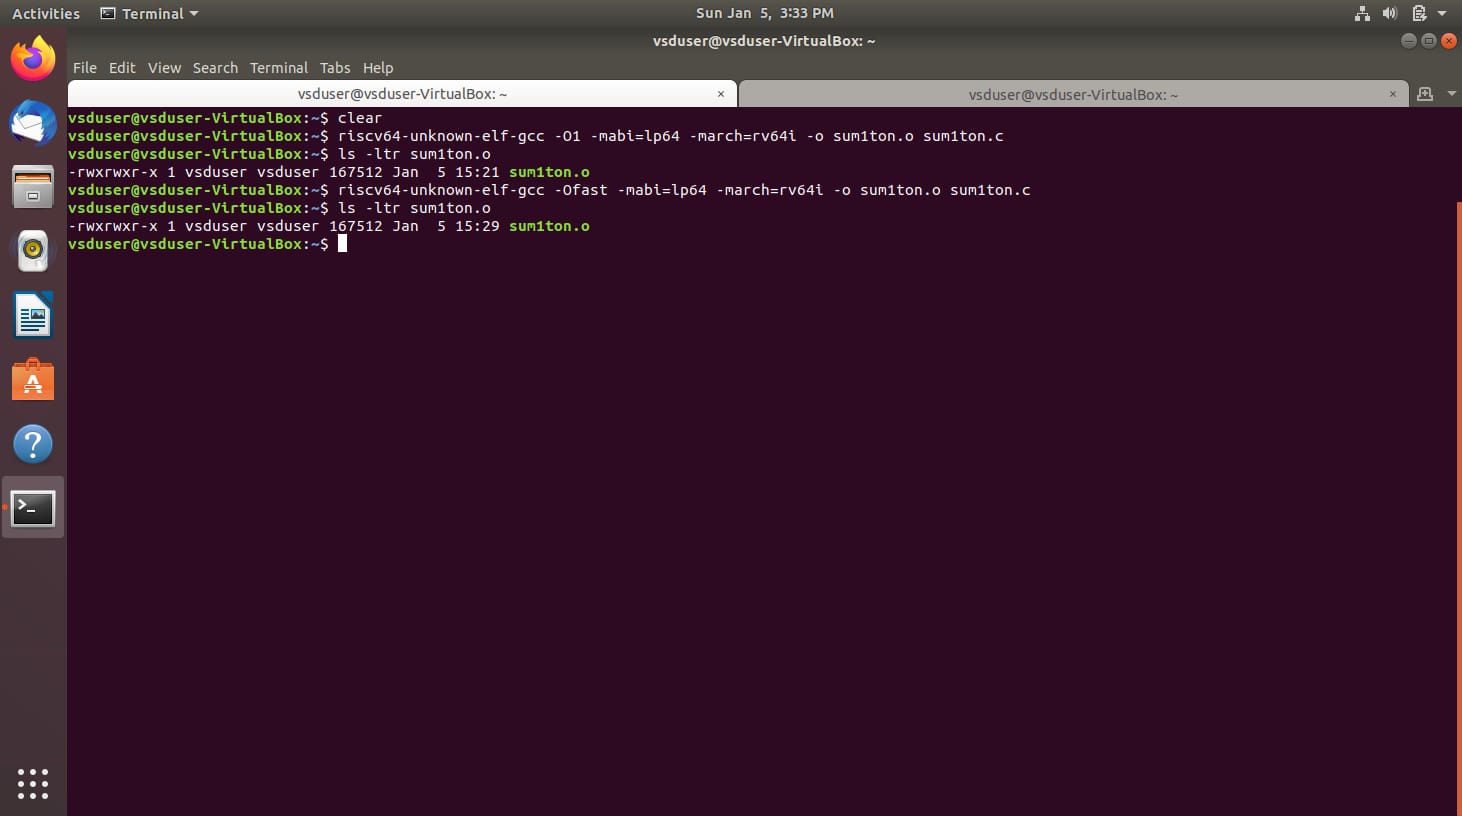 Activities Terminal Sun Jan 5, 3:33 PM
vsduser@vsduser-VirtualBox: ~
File Edit View Search Terminal Tabs Help
vsduser@vsduser-VirtualBox: ~ × vsduser@vsduser-VirtualBox: ~ ×
vsduser@vsduser-VirtualBox:~$ clear
vsduser@vsduser-VirtualBox:~$ riscv64-unknown-elf-gcc -O1 -mabi=lp64 -march=rv64i -o sum1ton.o sum1ton.c
vsduser@vsduser-VirtualBox:~$ ls -ltr sum1ton.o
-rwxrwxr-x 1 vsduser vsduser 167512 Jan  5 15:21 sum1ton.o
vsduser@vsduser-VirtualBox:~$ riscv64-unknown-elf-gcc -Ofast -mabi=lp64 -march=rv64i -o sum1ton.o sum1ton.c
vsduser@vsduser-VirtualBox:~$ ls -ltr sum1ton.o
-rwxrwxr-x 1 vsduser vsduser 167512 Jan  5 15:29 sum1ton.o
vsduser@vsduser-VirtualBox:~$